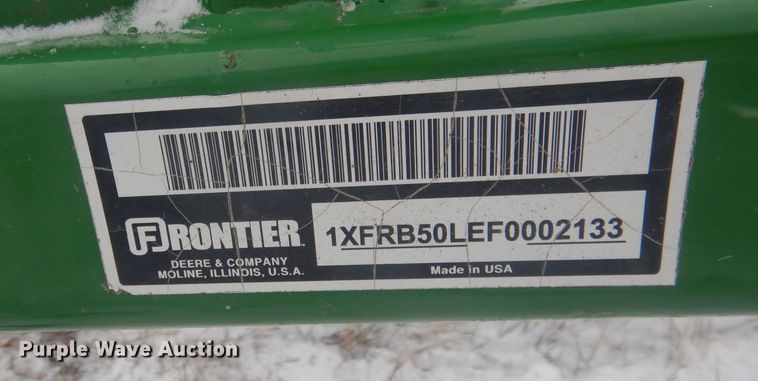 FRONTIER
1XFRB50LEF0002133
DEERE & COMPANY
MOLINE, ILLINOIS, U.S.A.
Made in USA
Purple Wave Auction